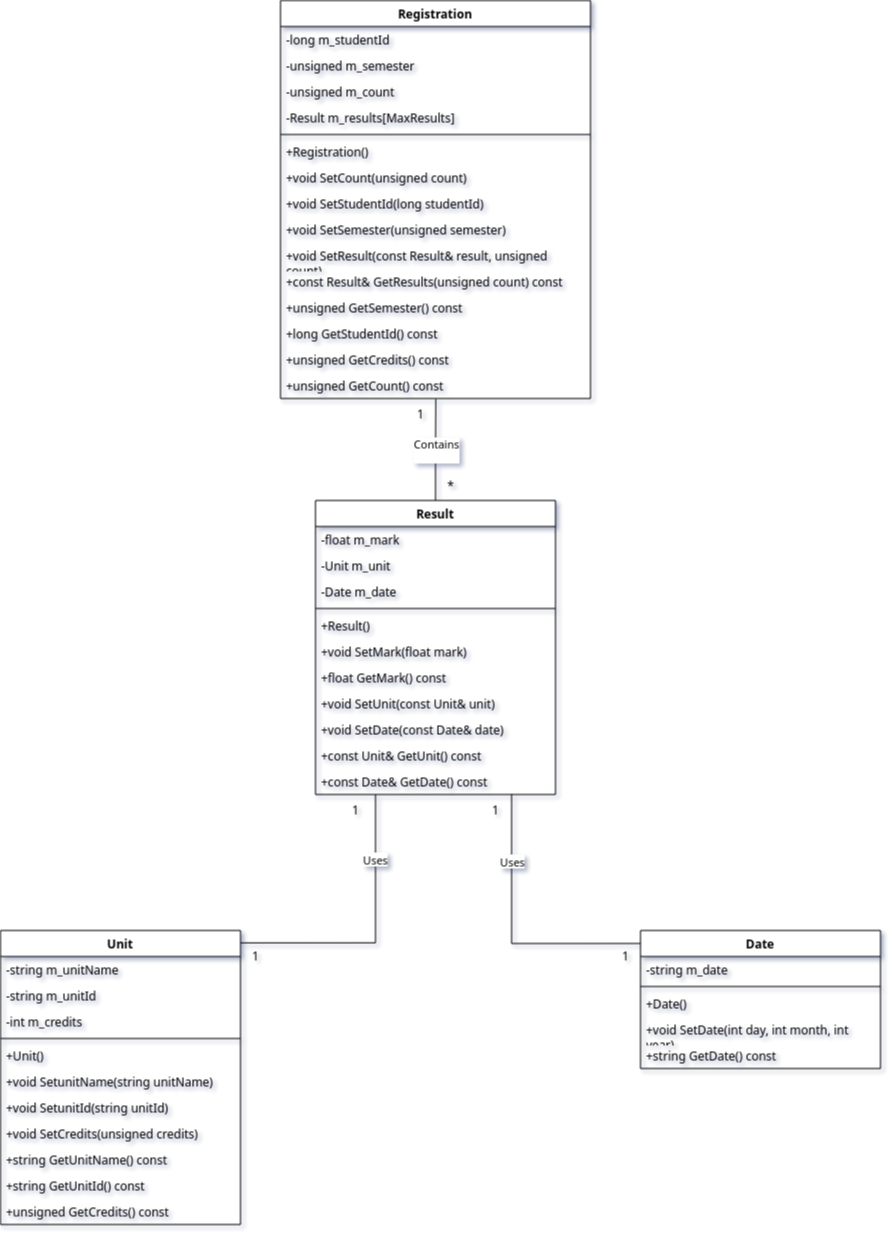 Registration
-long m_studentId
-unsigned m_semester
-unsigned m_count
-Result m_results[MaxResults]
+Registration()
+void SetCount(unsigned count)
+void SetStudentId(long studentId)
+void SetSemester(unsigned semester)
+void SetResult(const Result& result, unsigned
count)
+const Result& GetResults(unsigned count) const
+unsigned GetSemester() const
+long GetStudentId() const
+unsigned GetCredits() const
+unsigned GetCount() const
1
Contains
*
Result
-float m_mark
-Unit m_unit
-Date m_date
+Result()
+void SetMark(float mark)
+float GetMark() const
+void SetUnit(const Unit& unit)
+void SetDate(const Date& date)
+const Unit& GetUnit() const
+const Date& GetDate() const
1
1
Uses
Uses
1
1
Unit
-string m_unitName
-string m_unitId
-int m_credits
+Unit()
+void SetunitName(string unitName)
+void SetunitId(string unitId)
+void SetCredits(unsigned credits)
+string GetUnitName() const
+string GetUnitId() const
+unsigned GetCredits() const
Date
-string m_date
+Date()
+void SetDate(int day, int month, int
year)
+string GetDate() const